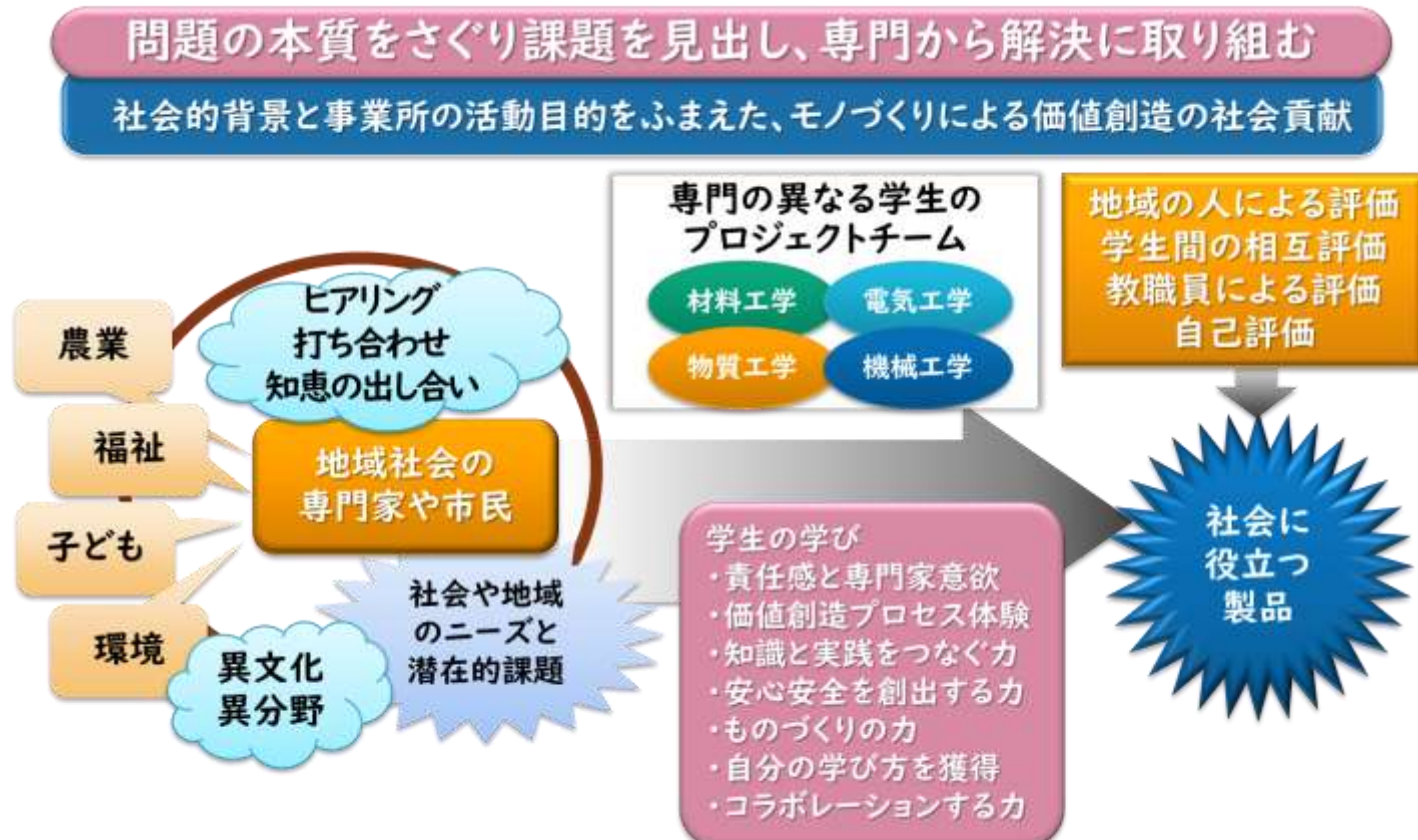 問題の本質をさぐり課題を見出し、専門から解決に取り組む
社会的背景と事業所の活動目的をふまえた、モノづくりによる価値創造の社会貢献
農業
福祉
子ども
環境
ヒアリング
打ち合わせ
知恵の出し合い
地域社会の
専門家や市民
社会や地域
のニーズと
潜在的課題
異文化
異分野
専門の異なる学生の
プロジェクトチーム
材料工学
電気工学
物質工学
機械工学
学生の学び
・責任感と専門家意欲
・価値創造プロセス体験
・知識と実践をつなぐ力
・安心安全を創出する力
・ものづくりの力
・自分の学び方を獲得
・コラボレーションする力
地域の人による評価
学生間の相互評価
教職員による評価
自己評価
社会に
役立つ
製品